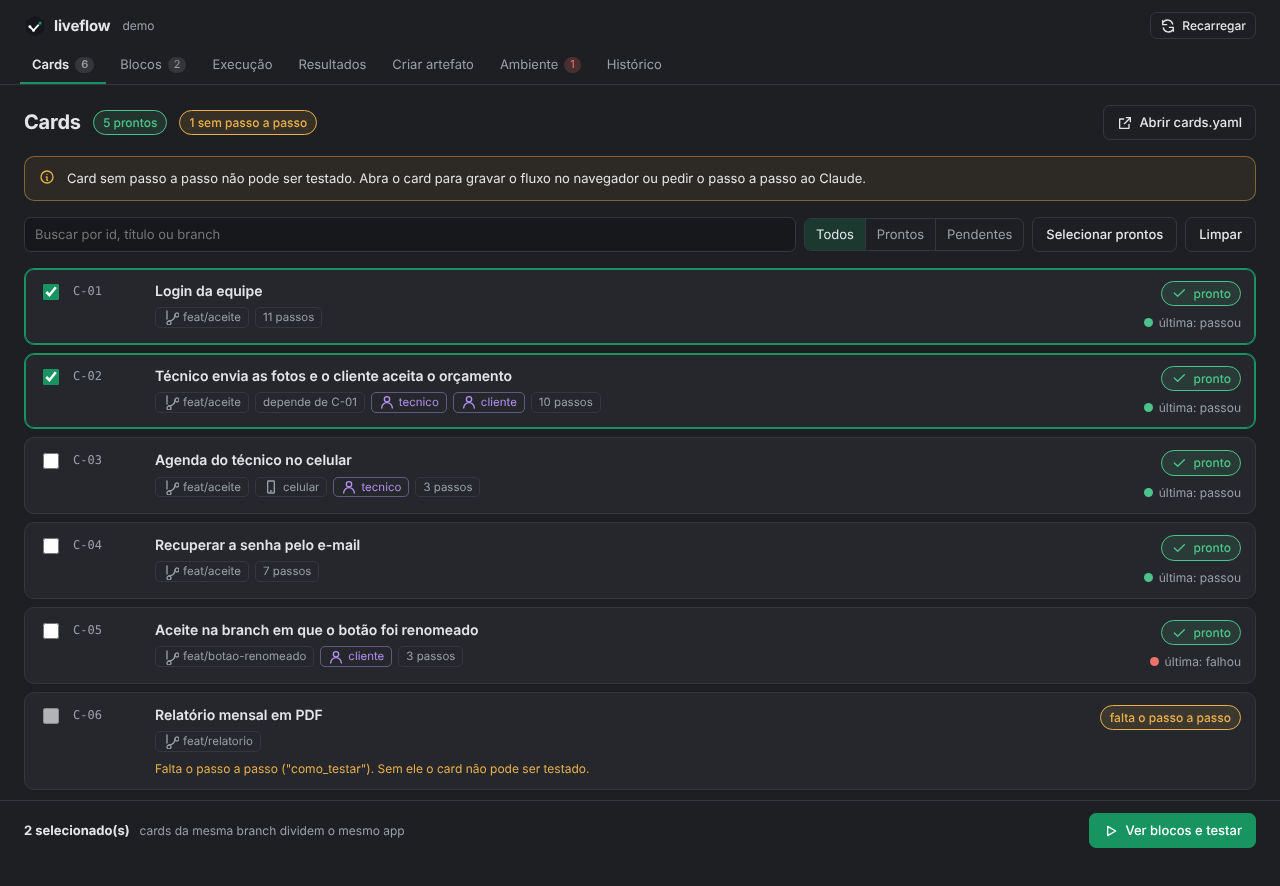 liveflow demo
Recarregar
Cards 6 Blocos 2 Execução Resultados Criar artefato Ambiente 1 Histórico
Cards 5 prontos 1 sem passo a passo
Abrir cards.yaml
Card sem passo a passo não pode ser testado. Abra o card para gravar o fluxo no navegador ou pedir o passo a passo ao Claude.
Buscar por id, título ou branch
Todos Prontos Pendentes Selecionar prontos Limpar
C-01 Login da equipe pronto
feat/aceite 11 passos última: passou
C-02 Técnico envia as fotos e o cliente aceita o orçamento pronto
feat/aceite depende de C-01 tecnico cliente 10 passos última: passou
C-03 Agenda do técnico no celular pronto
feat/aceite celular tecnico 3 passos última: passou
C-04 Recuperar a senha pelo e-mail pronto
feat/aceite 7 passos última: passou
C-05 Aceite na branch em que o botão foi renomeado pronto
feat/botao-renomeado cliente 3 passos última: falhou
C-06 Relatório mensal em PDF falta o passo a passo
feat/relatorio
Falta o passo a passo ("como_testar"). Sem ele o card não pode ser testado.
2 selecionado(s) cards da mesma branch dividem o mesmo app
Ver blocos e testar